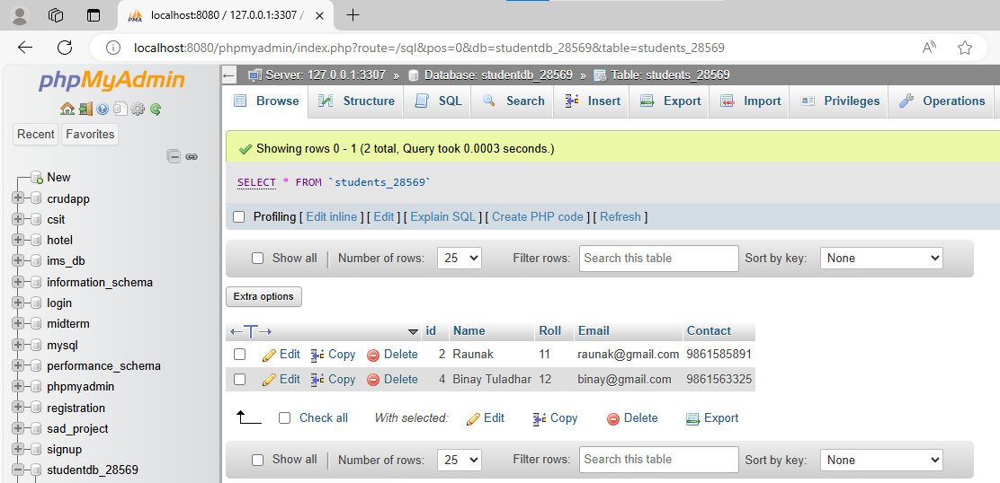 localhost:8080 / 127.0.0.1:3307 /
localhost:8080/phpmyadmin/index.php?route=/sql&pos=0&db=studentdb_28569&table=students_28569
phpMyAdmin
Recent Favorites
New
crudapp
csit
hotel
ims_db
information_schema
login
midterm
mysql
performance_schema
phpmyadmin
registration
sad_project
signup
studentdb_28569
Server: 127.0.0.1:3307 » Database: studentdb_28569 » Table: students_28569
Browse Structure SQL Search Insert Export Import Privileges Operations
Showing rows 0 - 1 (2 total, Query took 0.0003 seconds.)
SELECT * FROM `students_28569`
Profiling [ Edit inline ] [ Edit ] [ Explain SQL ] [ Create PHP code ] [ Refresh ]
Show all Number of rows: 25 Filter rows: Search this table Sort by key: None
Extra options
id Name Roll Email Contact
Edit Copy Delete 2 Raunak 11 raunak@gmail.com 9861585891
Edit Copy Delete 4 Binay Tuladhar 12 binay@gmail.com 9861563325
Check all With selected: Edit Copy Delete Export
Show all Number of rows: 25 Filter rows: Search this table Sort by key: None